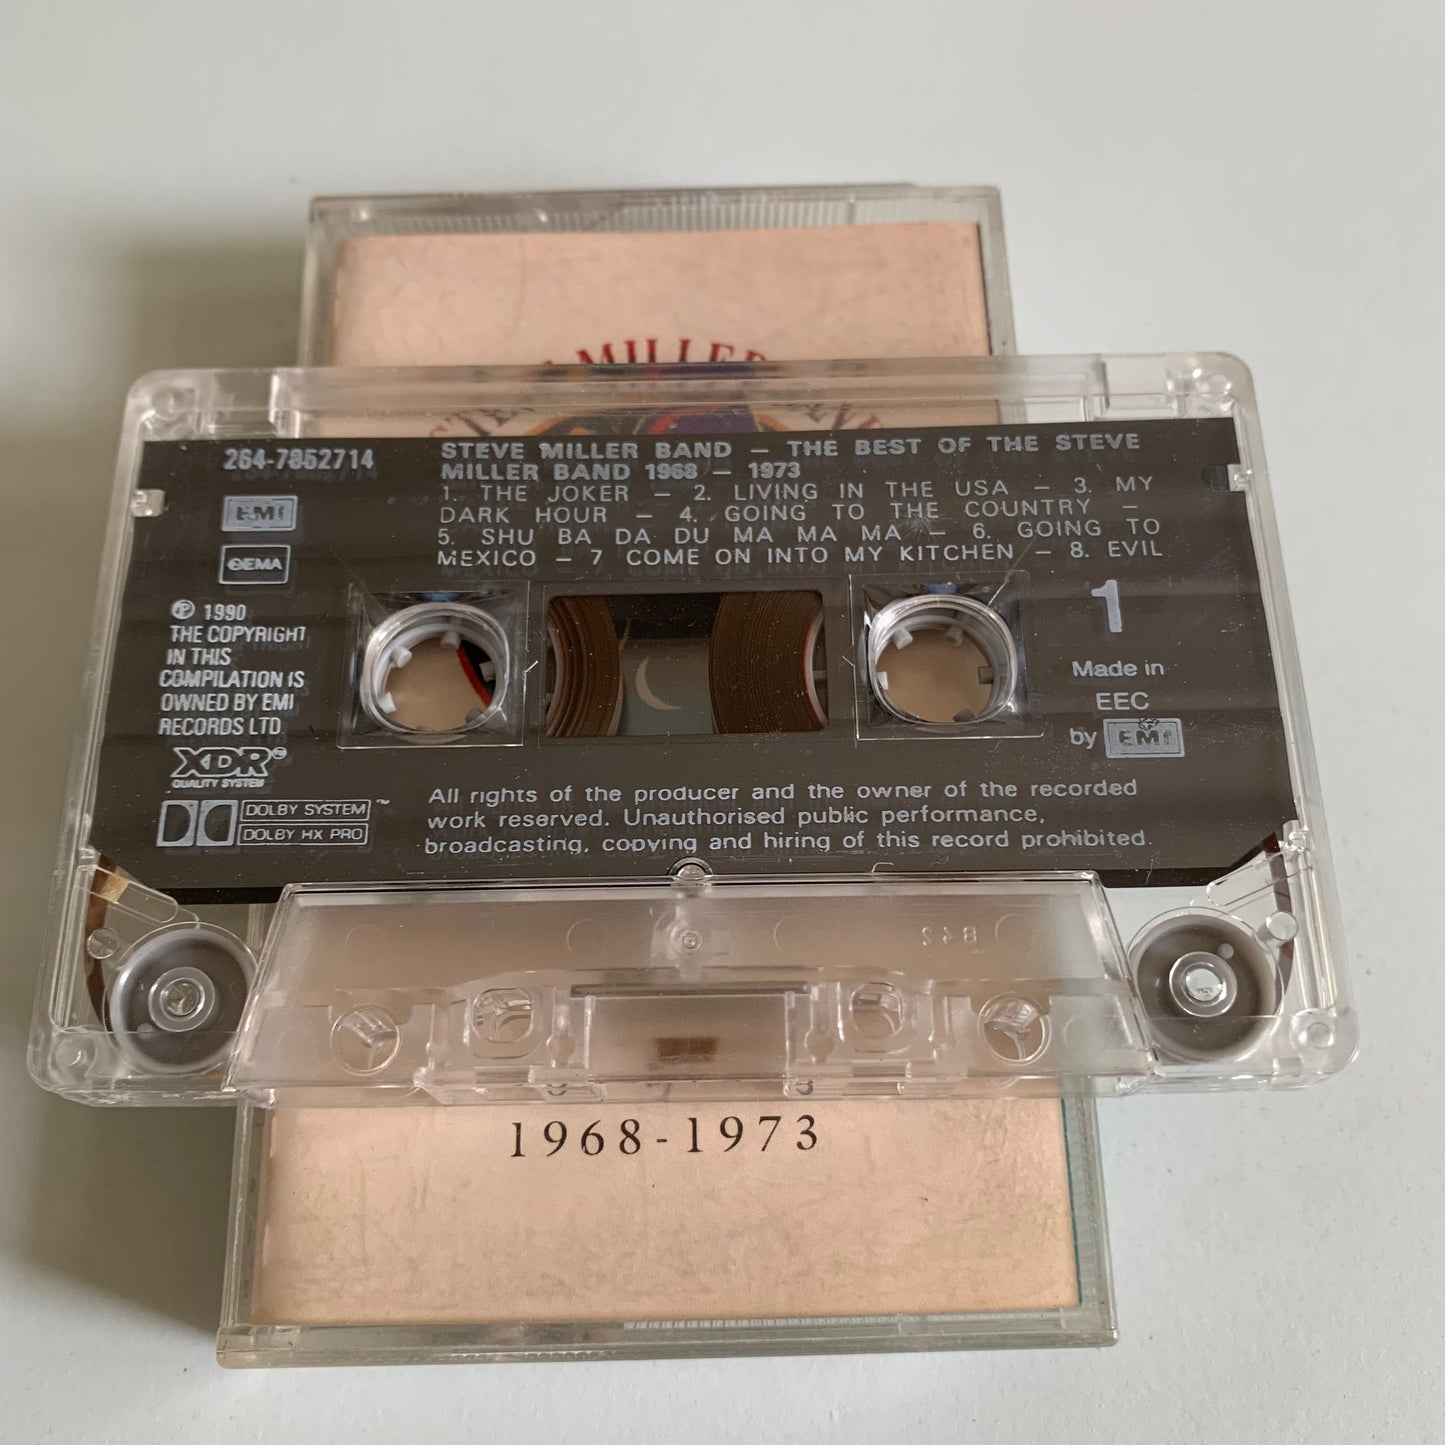 MILLER
264-7952714
STEVE MILLER BAND – THE BEST OF THE STEVE
MILLER BAND 1968 – 1973
1. THE JOKER – 2. LIVING IN THE USA – 3. MY
DARK HOUR – 4. GOING TO THE COUNTRY –
5. SHU BA DA DU MA MA MA – 6. GOING TO
MEXICO – 7 COME ON INTO MY KITCHEN – 8. EVIL
EMI
GEMA
℗ 1990
THE COPYRIGHT
IN THIS
COMPILATION IS
OWNED BY EMI
RECORDS LTD.
XDR
QUALITY SYSTEM
DOLBY SYSTEM ™
DOLBY HX PRO
1
Made in
EEC
by EMI
All rights of the producer and the owner of the recorded
work reserved. Unauthorised public performance,
broadcasting, copying and hiring of this record prohibited.
B42
1968-1973